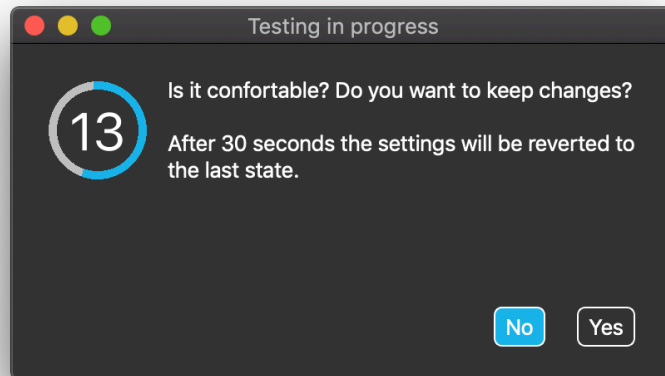 Testing in progress
13
Is it confortable? Do you want to keep changes?
After 30 seconds the settings will be reverted to
the last state.
No
Yes